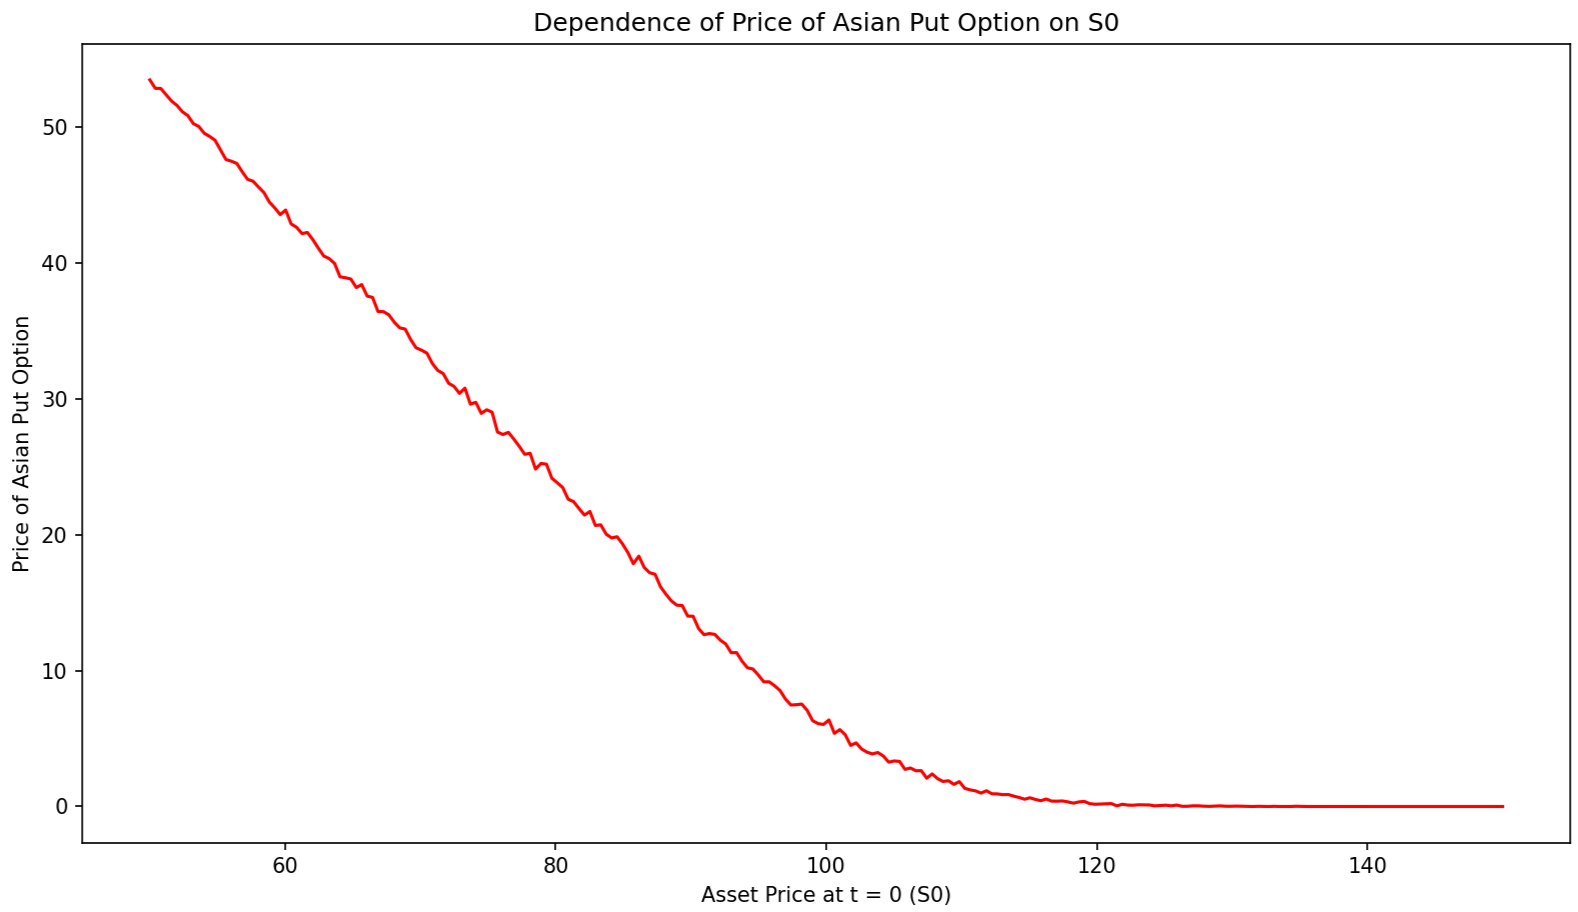 Dependence of Price of Asian Put Option on S0
Price of Asian Put Option
50
40
30
20
10
0
60 80 100 120 140
Asset Price at t = 0 (S0)